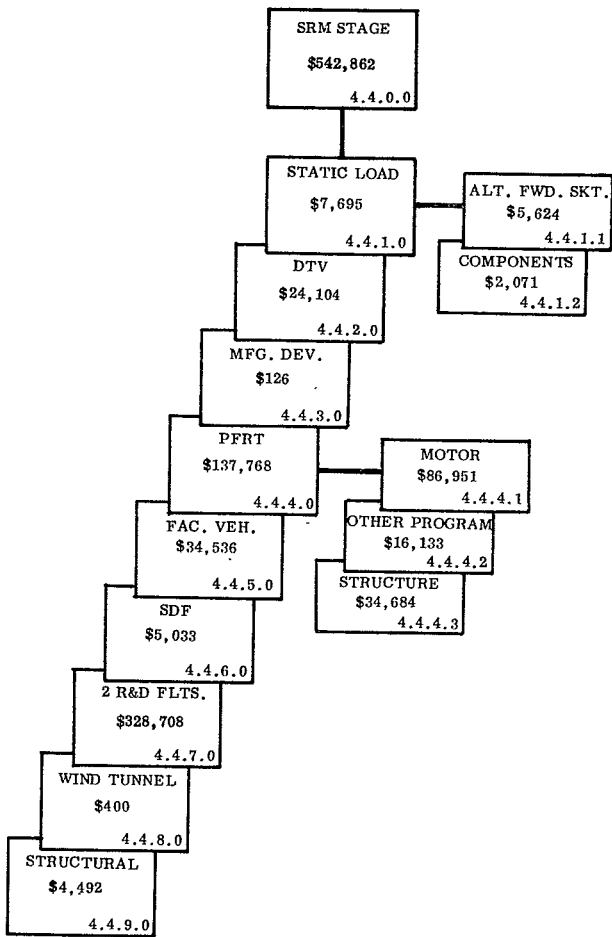 SRM STAGE
$542,862
4.4.0.0
STATIC LOAD
$7,695
4.4.1.0
ALT. FWD. SKT.
$5,624
4.4.1.1
COMPONENTS
$2,071
4.4.1.2
DTV
$24,104
4.4.2.0
MFG. DEV.
$126
4.4.3.0
PFRT
$137,768
4.4.4.0
MOTOR
$86,951
4.4.4.1
OTHER PROGRAM
$16,133
4.4.4.2
STRUCTURE
$34,684
4.4.4.3
FAC. VEH.
$34,536
4.4.5.0
SDF
$5,033
4.4.6.0
2 R&D FLTS.
$328,708
4.4.7.0
WIND TUNNEL
$400
4.4.8.0
STRUCTURAL
$4,492
4.4.9.0